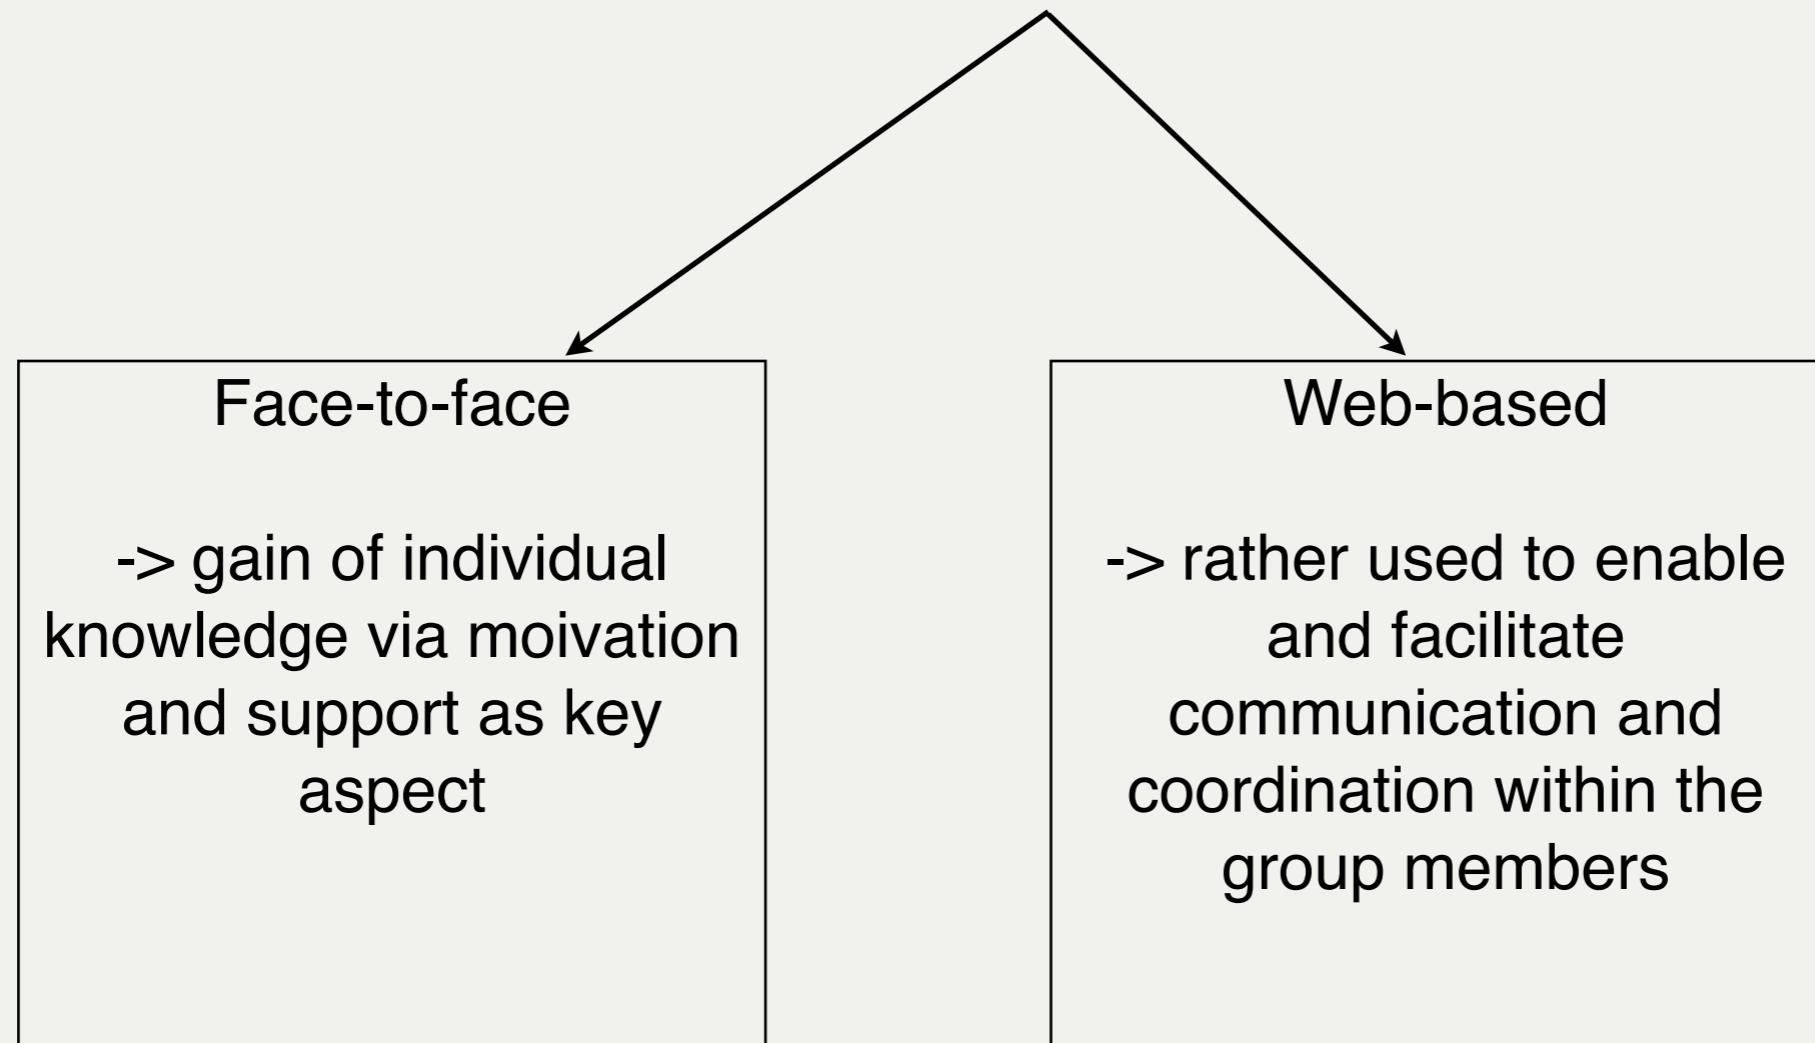 Face-to-face
-> gain of individual
knowledge via moivation
and support as key
aspect
Web-based
-> rather used to enable
and facilitate
communication and
coordination within the
group members